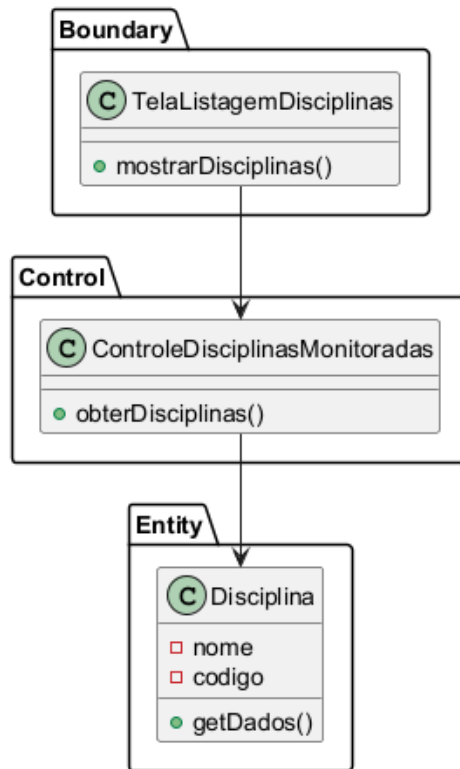 Boundary
C TelaListagemDisciplinas
mostrarDisciplinas()
Control
C ControleDisciplinasMonitoradas
obterDisciplinas()
Entity
C Disciplina
nome
codigo
getDados()